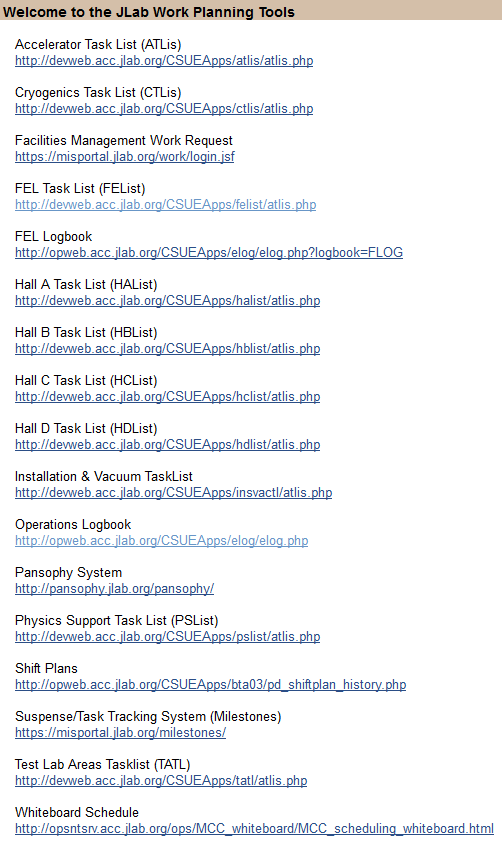 Welcome to the JLab Work Planning Tools
Accelerator Task List (ATLis)
http://devweb.acc.jlab.org/CSUEApps/atlis/atlis.php
Cryogenics Task List (CTLis)
http://devweb.acc.jlab.org/CSUEApps/ctlis/atlis.php
Facilities Management Work Request
https://misportal.jlab.org/work/login.jsf
FEL Task List (FEList)
http://devweb.acc.jlab.org/CSUEApps/felist/atlis.php
FEL Logbook
http://opweb.acc.jlab.org/CSUEApps/elog/elog.php?logbook=FLOG
Hall A Task List (HAList)
http://devweb.acc.jlab.org/CSUEApps/halist/atlis.php
Hall B Task List (HBList)
http://devweb.acc.jlab.org/CSUEApps/hblist/atlis.php
Hall C Task List (HCList)
http://devweb.acc.jlab.org/CSUEApps/hclist/atlis.php
Hall D Task List (HDList)
http://devweb.acc.jlab.org/CSUEApps/hdlist/atlis.php
Installation & Vacuum TaskList
http://devweb.acc.jlab.org/CSUEApps/insvactl/atlis.php
Operations Logbook
http://opweb.acc.jlab.org/CSUEApps/elog/elog.php
Pansophy System
http://pansophy.jlab.org/pansophy/
Physics Support Task List (PSList)
http://devweb.acc.jlab.org/CSUEApps/pslist/atlis.php
Shift Plans
http://opweb.acc.jlab.org/CSUEApps/bta03/pd_shiftplan_history.php
Suspense/Task Tracking System (Milestones)
https://misportal.jlab.org/milestones/
Test Lab Areas Tasklist (TATL)
http://devweb.acc.jlab.org/CSUEApps/tatl/atlis.php
Whiteboard Schedule
http://opsntsrv.acc.jlab.org/ops/MCC_whiteboard/MCC_scheduling_whiteboard.html